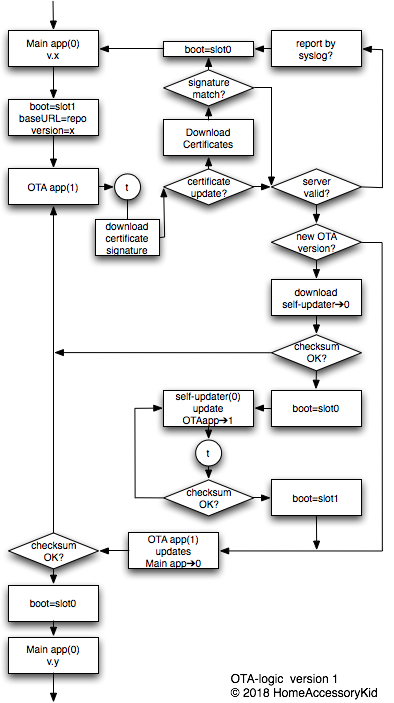 Main app(0)
v.x
boot=slot0
report by
syslog?
signature
match?
boot=slot1
baseURL=repo
version=x
Download
Certificates
OTA app(1)
t
certificate
update?
server
valid?
download
certificate
signature
new OTA
version?
download
self-updater➔0
checksum
OK?
self-updater(0)
update
OTAapp➔1
boot=slot0
t
checksum
OK?
boot=slot1
checksum
OK?
OTA app(1)
updates
Main app➔0
boot=slot0
Main app(0)
v.y
OTA-logic version 1
© 2018 HomeAccessoryKid